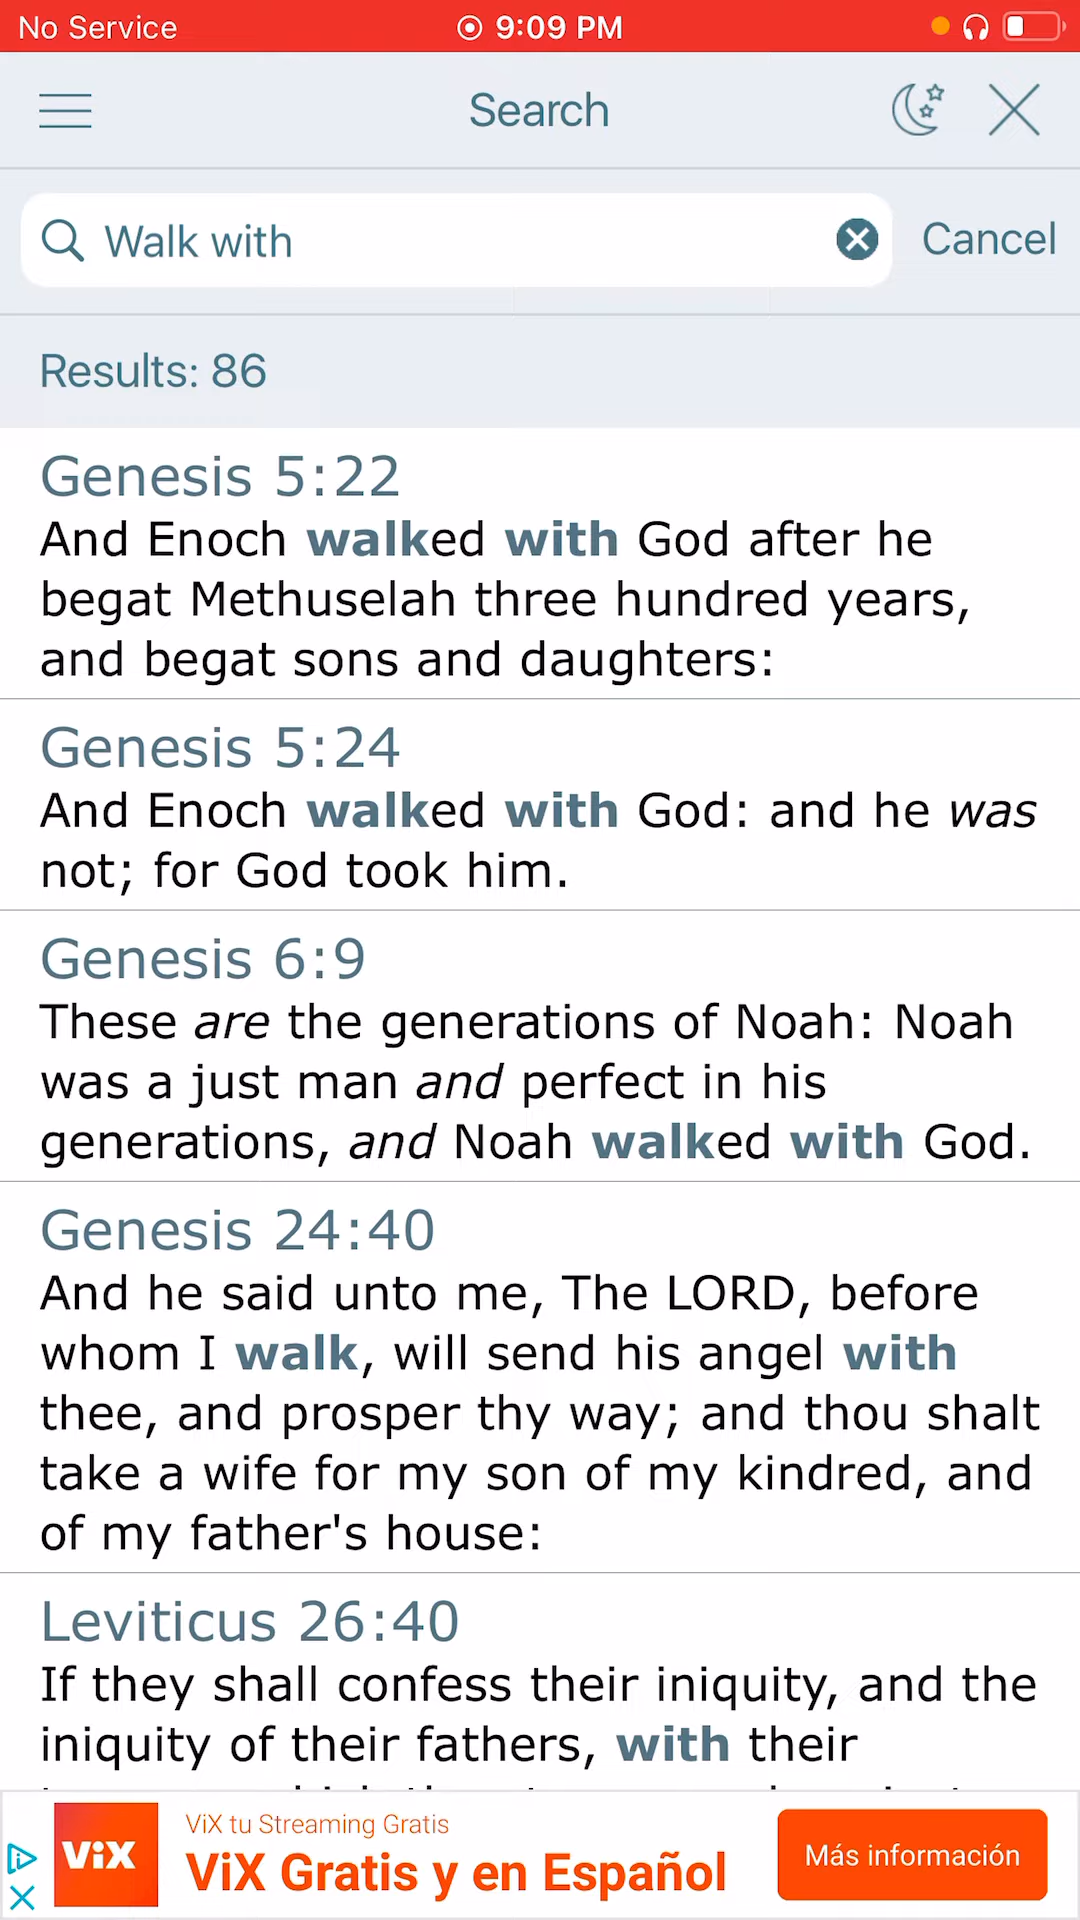 No Service 9:09 PM
Search
Walk with Cancel
Results: 86
Genesis 5:22
And Enoch walked with God after he
begat Methuselah three hundred years,
and begat sons and daughters:
Genesis 5:24
And Enoch walked with God: and he was
not; for God took him.
Genesis 6:9
These are the generations of Noah: Noah
was a just man and perfect in his
generations, and Noah walked with God.
Genesis 24:40
And he said unto me, The LORD, before
whom I walk, will send his angel with
thee, and prosper thy way; and thou shalt
take a wife for my son of my kindred, and
of my father's house:
Leviticus 26:40
If they shall confess their iniquity, and the
iniquity of their fathers, with their
ViX
ViX tu Streaming Gratis
ViX Gratis y en Español
Más información